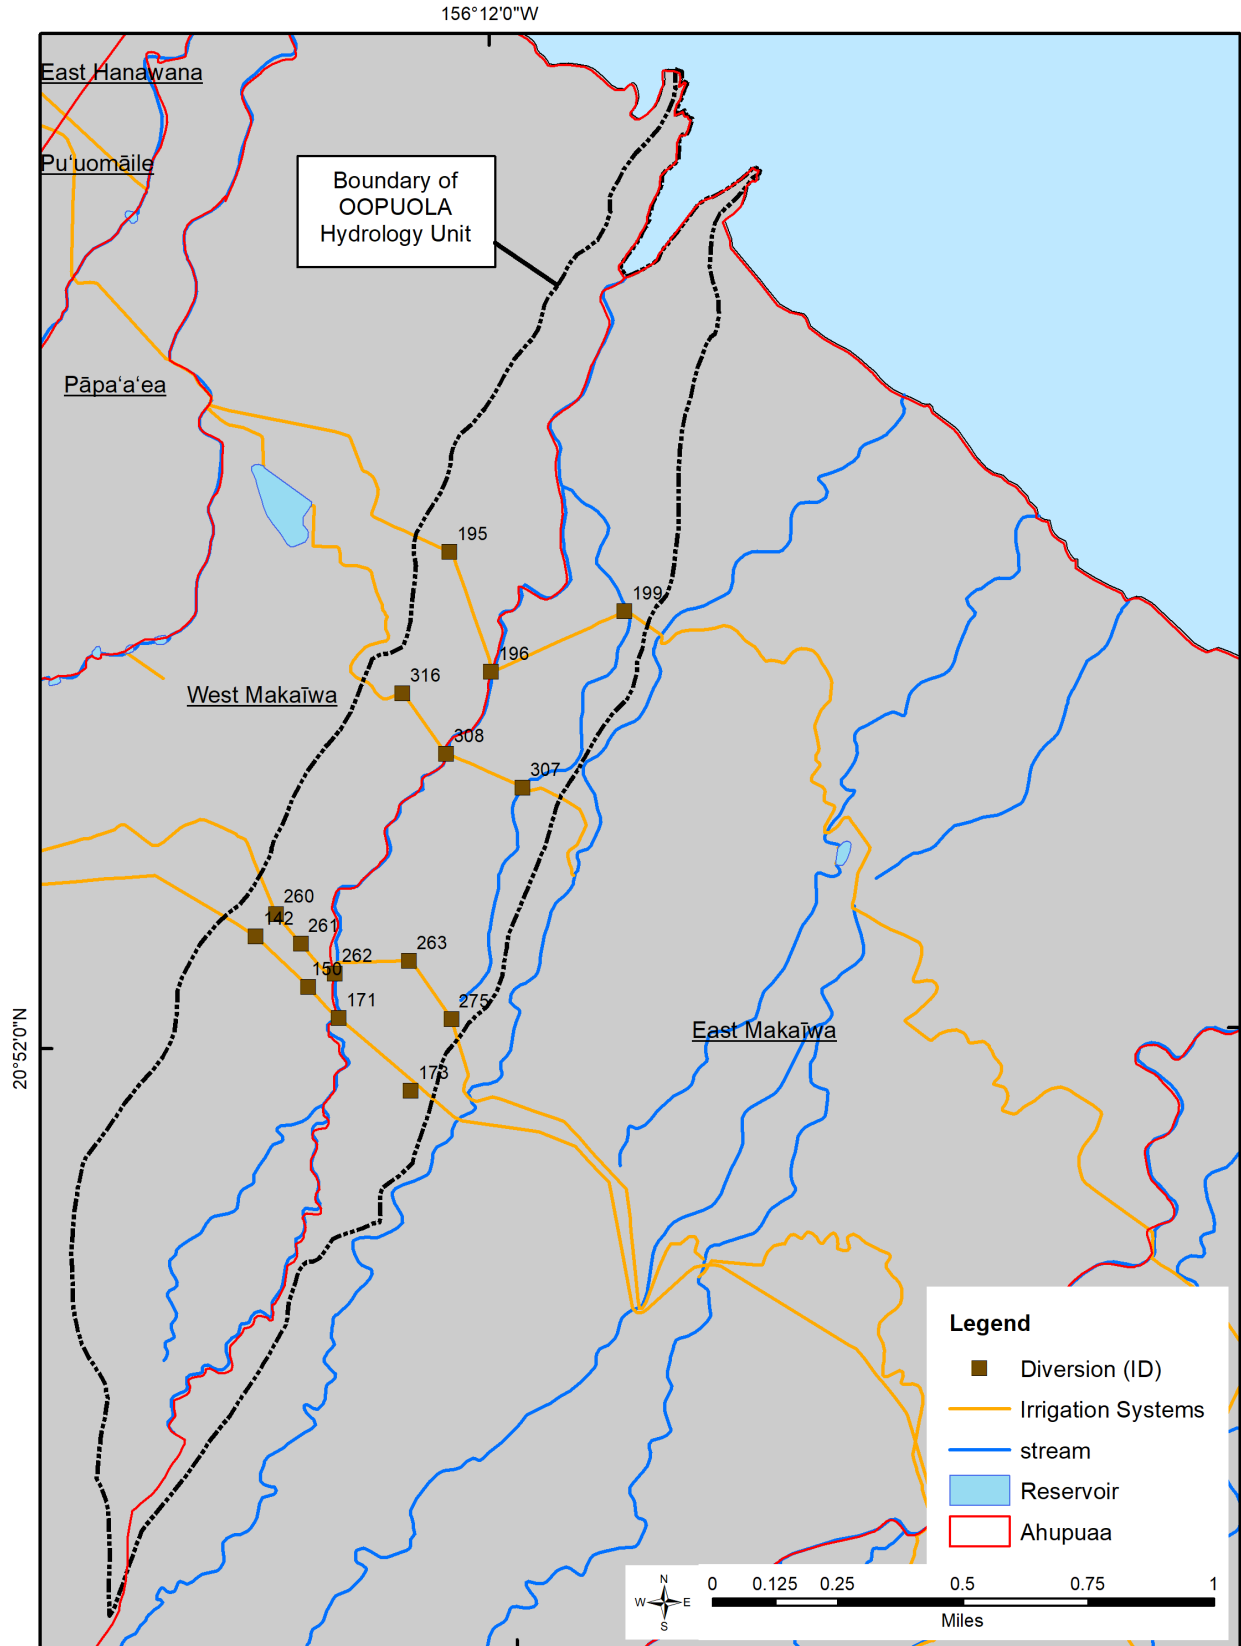 156°12'0"W
East Hanawana
Pu‘uomāile
Boundary of
OOPUOLA
Hydrology Unit
Pāpa‘a‘ea
195
199
196
316
West Makaīwa
308
307
260
142
261
263
262
150
275
171
20°52'0"N
East Makaīwa
173
Legend
Diversion (ID)
Irrigation Systems
stream
Reservoir
Ahupuaa
N
W E
S
0 0.125 0.25 0.5 0.75 1
Miles